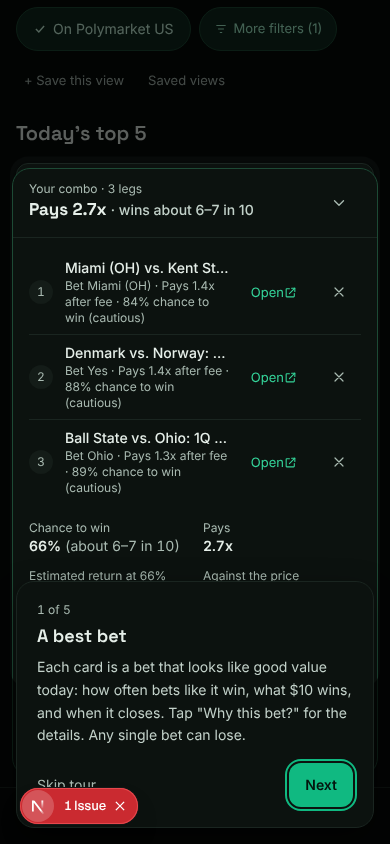 On Polymarket US
More filters (1)
+ Save this view
Saved views
Today's top 5
Your combo · 3 legs
Pays 2.7x · wins about 6–7 in 10
1
Miami (OH) vs. Kent St...
Bet Miami (OH) · Pays 1.4x
after fee · 84% chance to
win (cautious)
Open
2
Denmark vs. Norway: ...
Bet Yes · Pays 1.4x after fee ·
88% chance to win
(cautious)
Open
3
Ball State vs. Ohio: 1Q ...
Bet Ohio · Pays 1.3x after fee
· 89% chance to win
(cautious)
Open
Chance to win
66% (about 6–7 in 10)
Pays
2.7x
Estimated return at 66%
Against the price
1 of 5
A best bet
Each card is a bet that looks like good value
today: how often bets like it win, what $10 wins,
and when it closes. Tap "Why this bet?" for the
details. Any single bet can lose.
Skip tour
Next
N
1 Issue